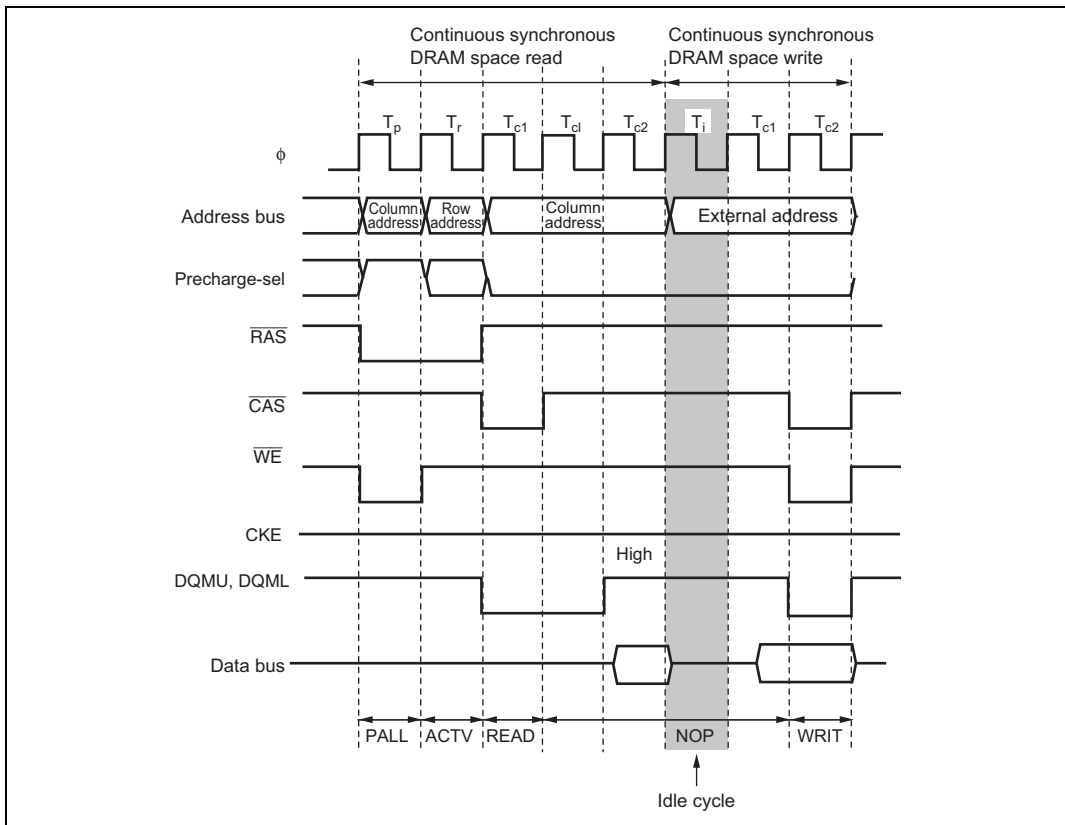 Continuous synchronous
DRAM space read
Continuous synchronous
DRAM space write
Tp Tr Tc1 Tcl Tc2 Ti Tc1 Tc2
ϕ
Address bus
Column
address
Row
address
Column
address
External address
Precharge-sel
RAS
CAS
WE
CKE
High
DQMU, DQML
Data bus
PALL ACTV READ NOP WRIT
Idle cycle